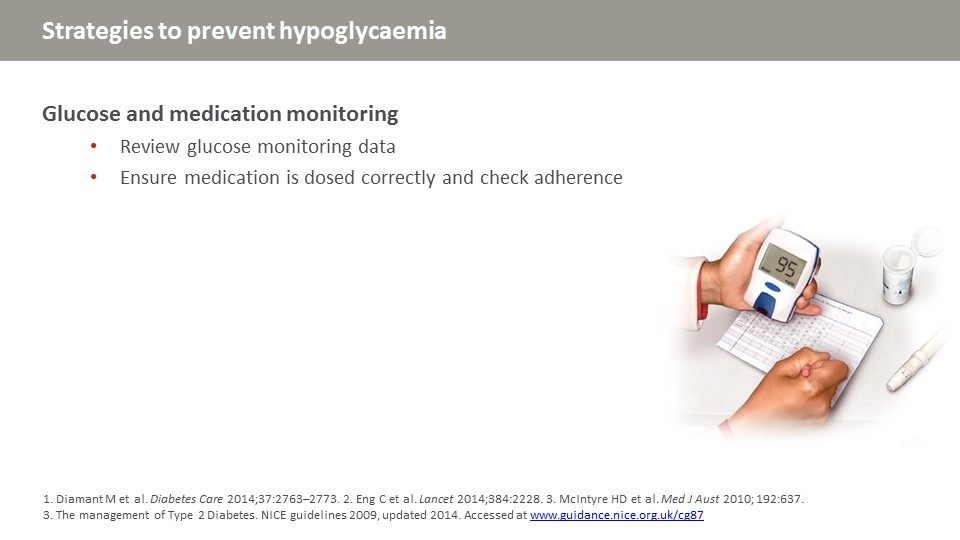 Strategies to prevent hypoglycaemia
Glucose and medication monitoring
• Review glucose monitoring data
• Ensure medication is dosed correctly and check adherence
95
1. Diamant M et al. Diabetes Care 2014;37:2763–2773. 2. Eng C et al. Lancet 2014;384:2228. 3. McIntyre HD et al. Med J Aust 2010; 192:637.
3. The management of Type 2 Diabetes. NICE guidelines 2009, updated 2014. Accessed at www.guidance.nice.org.uk/cg87